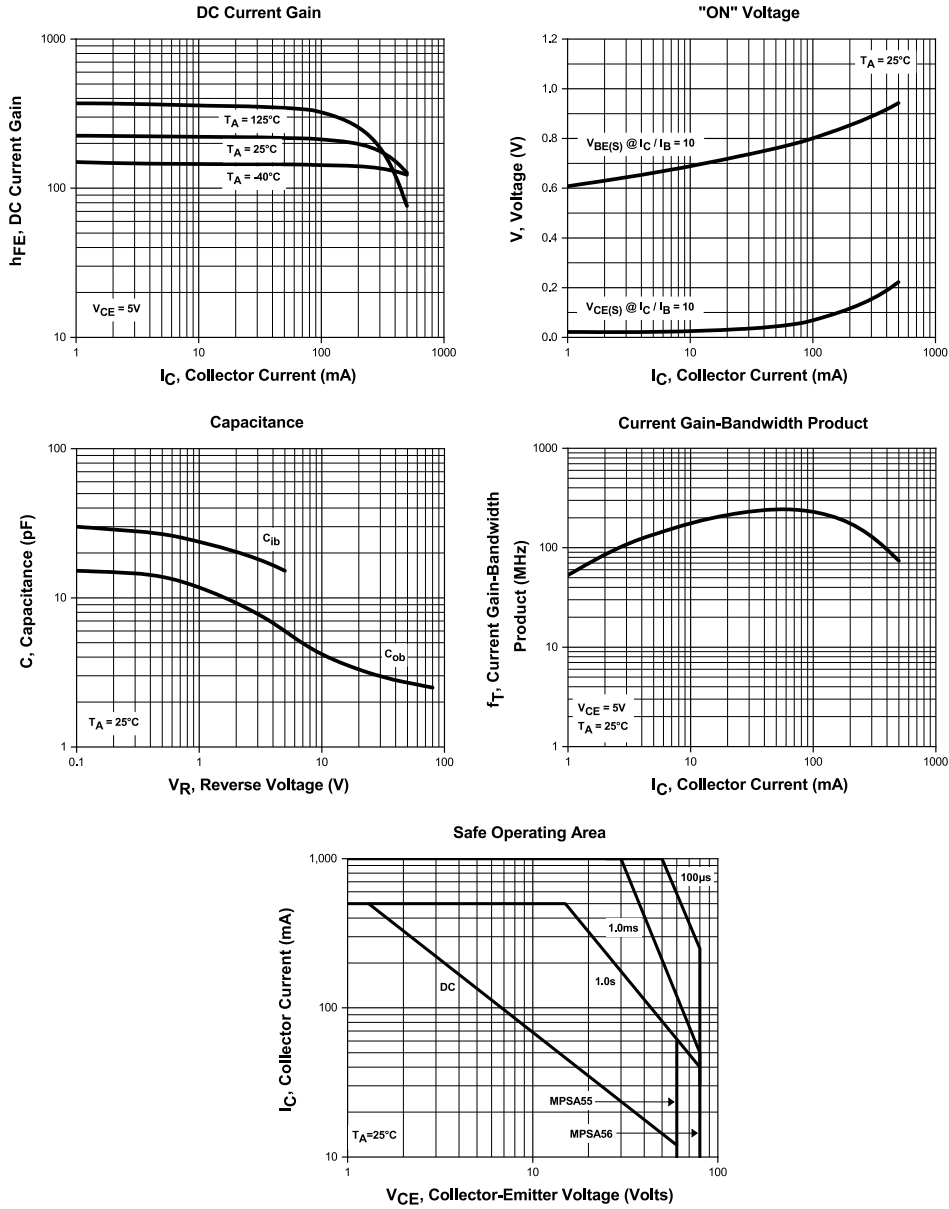 DC Current Gain
1000
100
10
1
10
100
1000
hFE, DC Current Gain
TA = 125°C
TA = 25°C
TA = -40°C
VCE = 5V
IC, Collector Current (mA)
"ON" Voltage
1.2
1.0
0.8
0.6
0.4
0.2
0.0
1
10
100
1000
V, Voltage (V)
TA = 25°C
VBE(S) @ IC / IB = 10
VCE(S) @ IC / IB = 10
IC, Collector Current (mA)
Capacitance
100
10
1
0.1
1
10
100
C, Capacitance (pF)
Cib
Cob
TA = 25°C
VR, Reverse Voltage (V)
Current Gain-Bandwidth Product
1000
100
10
1
1
10
100
1000
fT, Current Gain-Bandwidth
Product (MHz)
VCE = 5V
TA = 25°C
IC, Collector Current (mA)
Safe Operating Area
1,000
100
10
1
10
100
IC, Collector Current (mA)
100µs
1.0ms
1.0s
DC
MPSA55
MPSA56
TA=25°C
VCE, Collector-Emitter Voltage (Volts)